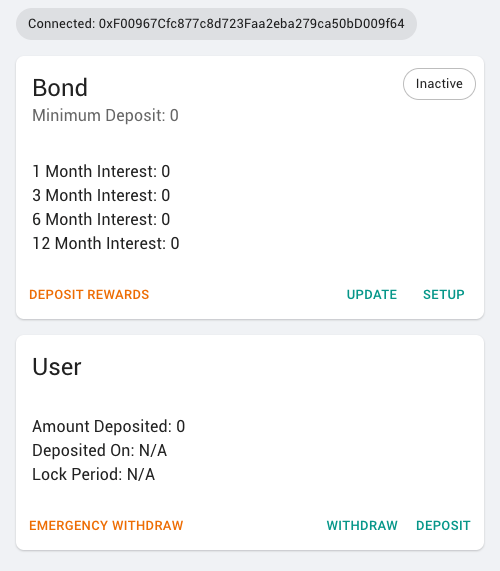 Connected: 0xF00967Cfc877c8d723Faa2eba279ca50bD009f64
Bond
Inactive
Minimum Deposit: 0
1 Month Interest: 0
3 Month Interest: 0
6 Month Interest: 0
12 Month Interest: 0
DEPOSIT REWARDS UPDATE SETUP
User
Amount Deposited: 0
Deposited On: N/A
Lock Period: N/A
EMERGENCY WITHDRAW WITHDRAW DEPOSIT